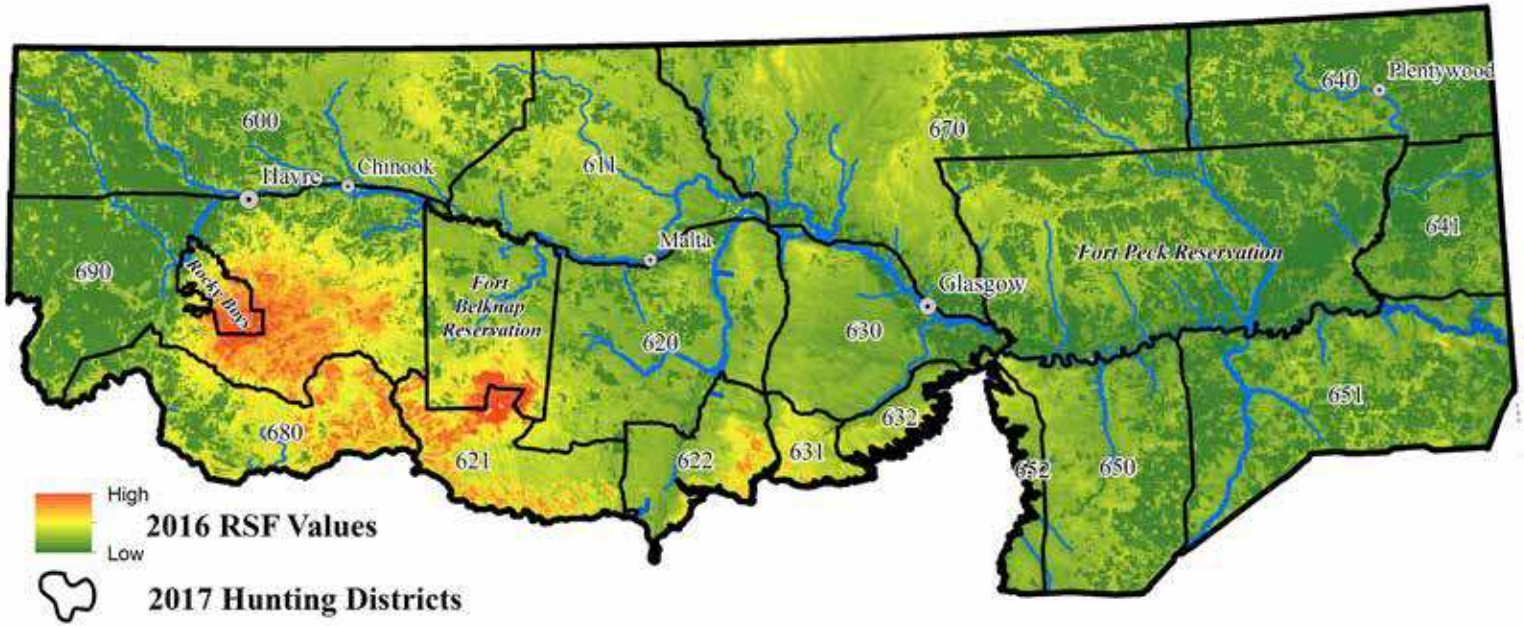 640
Plentywood
600
670
Havre
Chinook
611
641
Malta
Fort Peck Reservation
690
Rocky Boys
Fort
Belknap
Reservation
Glasgow
620
630
651
680
621
622
631
632
652
650
High
2016 RSF Values
Low
2017 Hunting Districts